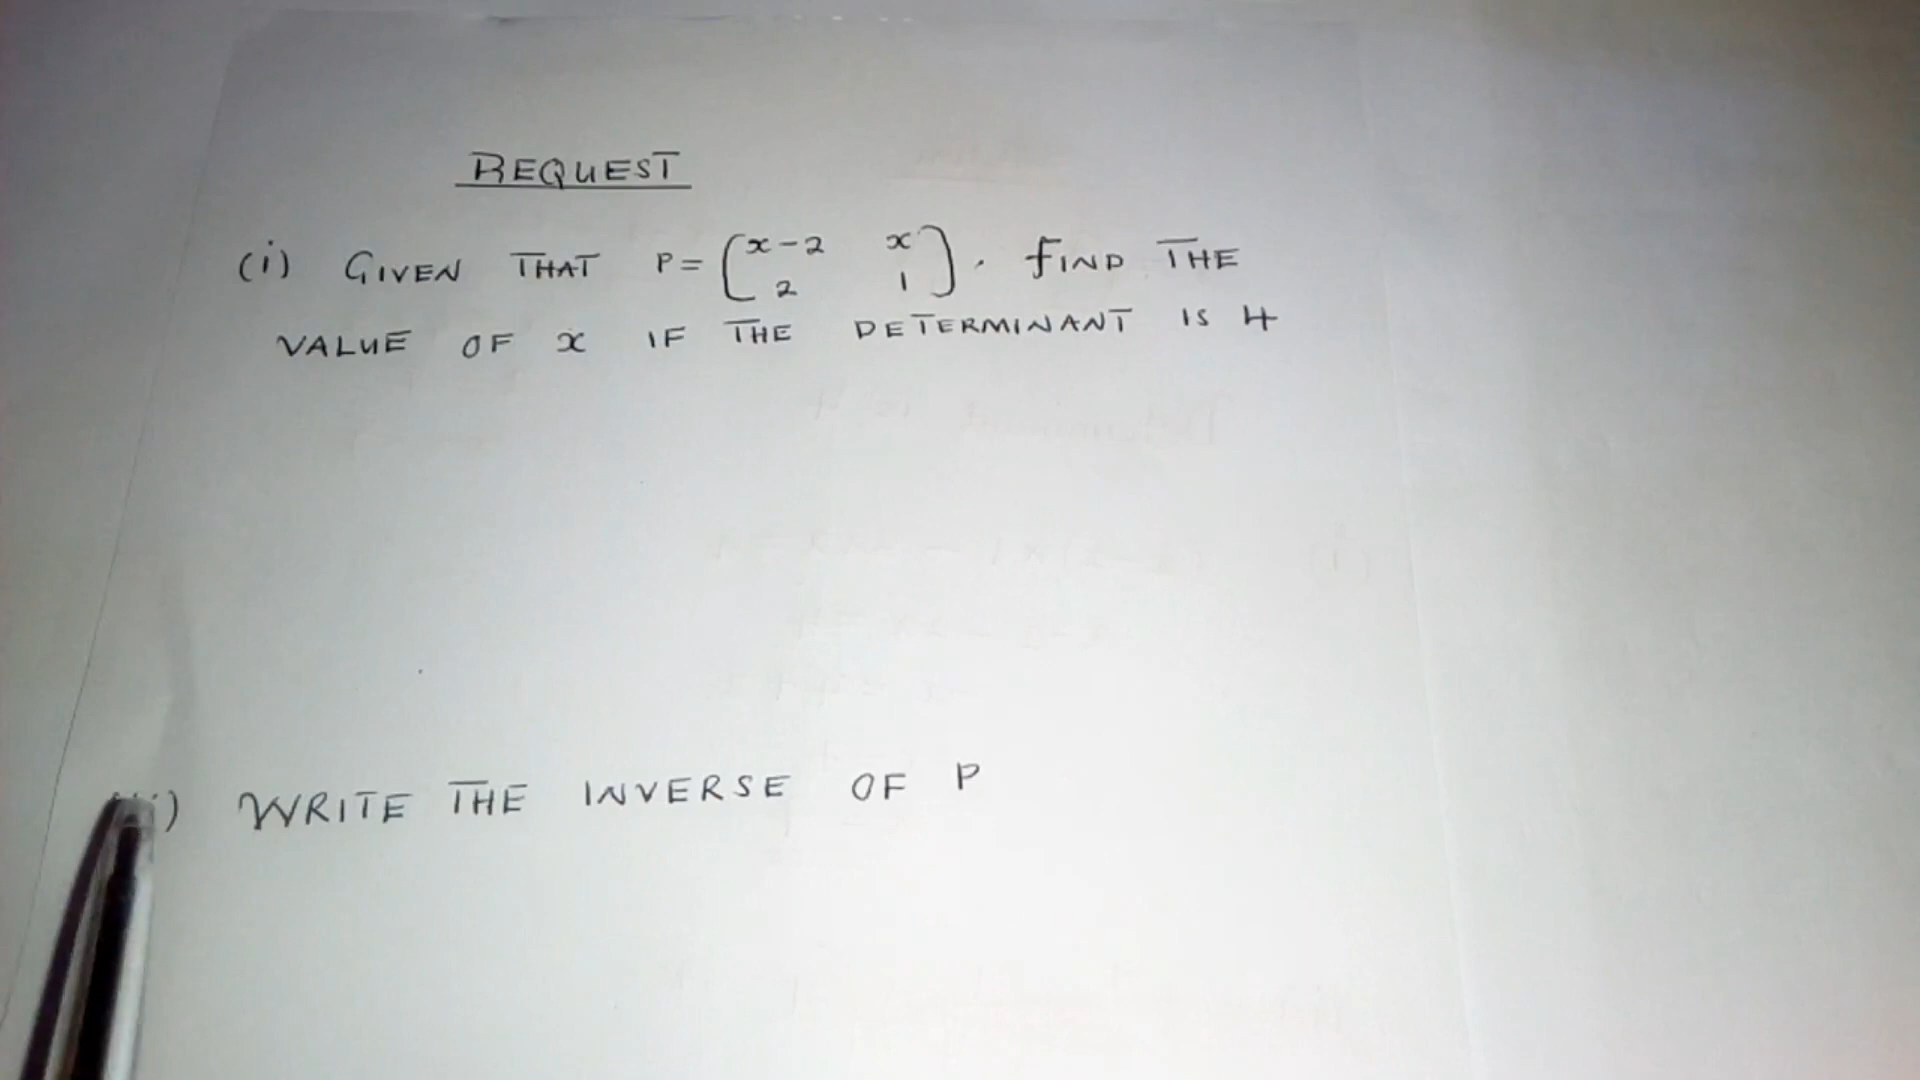 REQUEST
(i) GIVEN THAT P = (x-2 x
2 1). FIND THE
VALUE OF x IF THE DETERMINANT IS 4
) WRITE THE INVERSE OF P